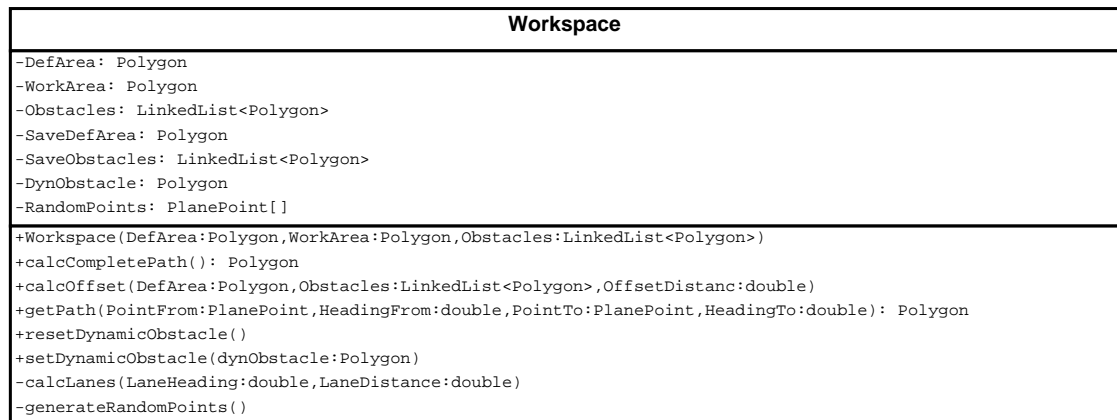 Workspace
-DefArea: Polygon
-WorkArea: Polygon
-Obstacles: LinkedList<Polygon>
-SaveDefArea: Polygon
-SaveObstacles: LinkedList<Polygon>
-DynObstacle: Polygon
-RandomPoints: PlanePoint[]
+Workspace(DefArea:Polygon,WorkArea:Polygon,Obstacles:LinkedList<Polygon>)
+calcCompletePath(): Polygon
+calcOffset(DefArea:Polygon,Obstacles:LinkedList<Polygon>,OffsetDistanc:double)
+getPath(PointFrom:PlanePoint,HeadingFrom:double,PointTo:PlanePoint,HeadingTo:double): Polygon
+resetDynamicObstacle()
+setDynamicObstacle(dynObstacle:Polygon)
-calcLanes(LaneHeading:double,LaneDistance:double)
-generateRandomPoints()